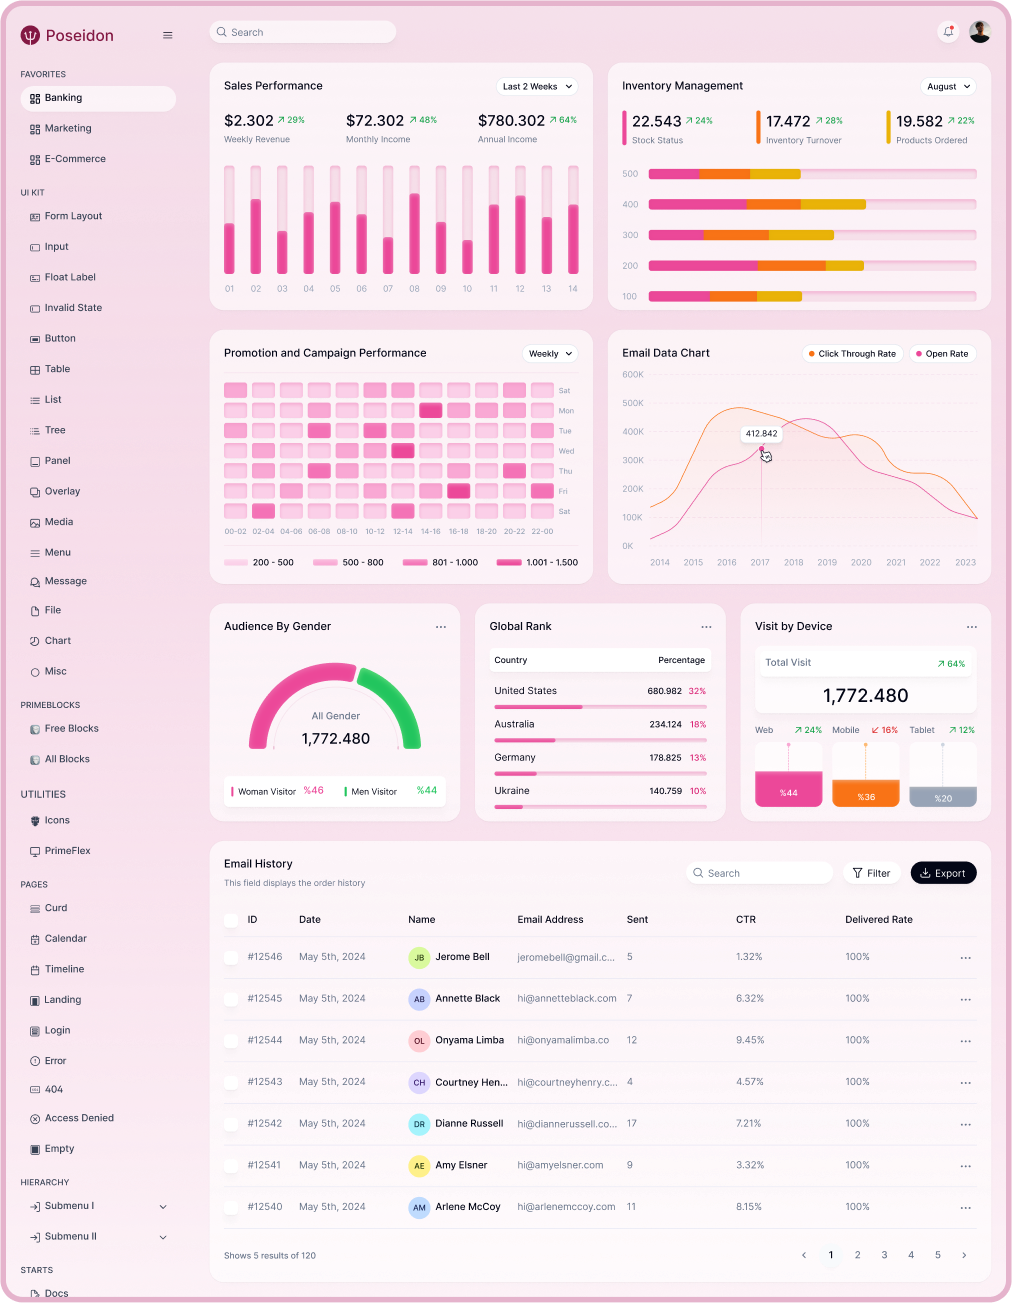 Poseidon
Search
FAVORITES
Banking
Marketing
E-Commerce
UI KIT
Form Layout
Input
Float Label
Invalid State
Button
Table
List
Tree
Panel
Overlay
Media
Menu
Message
File
Chart
Misc
PRIMEBLOCKS
Free Blocks
All Blocks
UTILITIES
Icons
PrimeFlex
PAGES
Curd
Calendar
Timeline
Landing
Login
Error
404
Access Denied
Empty
HIERARCHY
Submenu I
Submenu II
STARTS
Docs
Sales Performance
Last 2 Weeks
$2.302 29%
Weekly Revenue
$72.302 48%
Monthly Income
$780.302 64%
Annual Income
01 02 03 04 05 06 07 08 09 10 11 12 13 14
Inventory Management
August
22.543 24%
Stock Status
17.472 28%
Inventory Turnover
19.582 22%
Products Ordered
500
400
300
200
100
Promotion and Campaign Performance
Weekly
Sat
Mon
Tue
Wed
Thu
Fri
Sat
00-02 02-04 04-06 06-08 08-10 10-12 12-14 14-16 16-18 18-20 20-22 22-00
200 - 500 500 - 800 801 - 1.000 1.001 - 1.500
Email Data Chart
Click Through Rate
Open Rate
600K
500K
400K
300K
200K
100K
0K
412.842
2014 2015 2016 2017 2018 2019 2020 2021 2022 2023
Audience By Gender
All Gender
1,772.480
Woman Visitor %46
Men Visitor %44
Global Rank
Country Percentage
United States 680.982 32%
Australia 234.124 18%
Germany 178.825 13%
Ukraine 140.759 10%
Visit by Device
Total Visit 64%
1,772.480
Web 24% Mobile 16% Tablet 12%
%44 %36 %20
Email History
This field displays the order history
Search
Filter
Export
ID Date Name Email Address Sent CTR Delivered Rate
#12546 May 5th, 2024 JB Jerome Bell jeromebell@gmail.c... 5 1.32% 100%
#12545 May 5th, 2024 AB Annette Black hi@annetteblack.com 7 6.32% 100%
#12544 May 5th, 2024 OL Onyama Limba hi@onyamalimba.co 12 9.45% 100%
#12543 May 5th, 2024 CH Courtney Hen... hi@courtneyhenry.c... 4 4.57% 100%
#12542 May 5th, 2024 DR Dianne Russell hi@diannerussell.co... 17 7.21% 100%
#12541 May 5th, 2024 AE Amy Elsner hi@amyelsner.com 9 3.32% 100%
#12540 May 5th, 2024 AM Arlene McCoy hi@arlenemccoy.com 11 8.15% 100%
Shows 5 results of 120
1 2 3 4 5